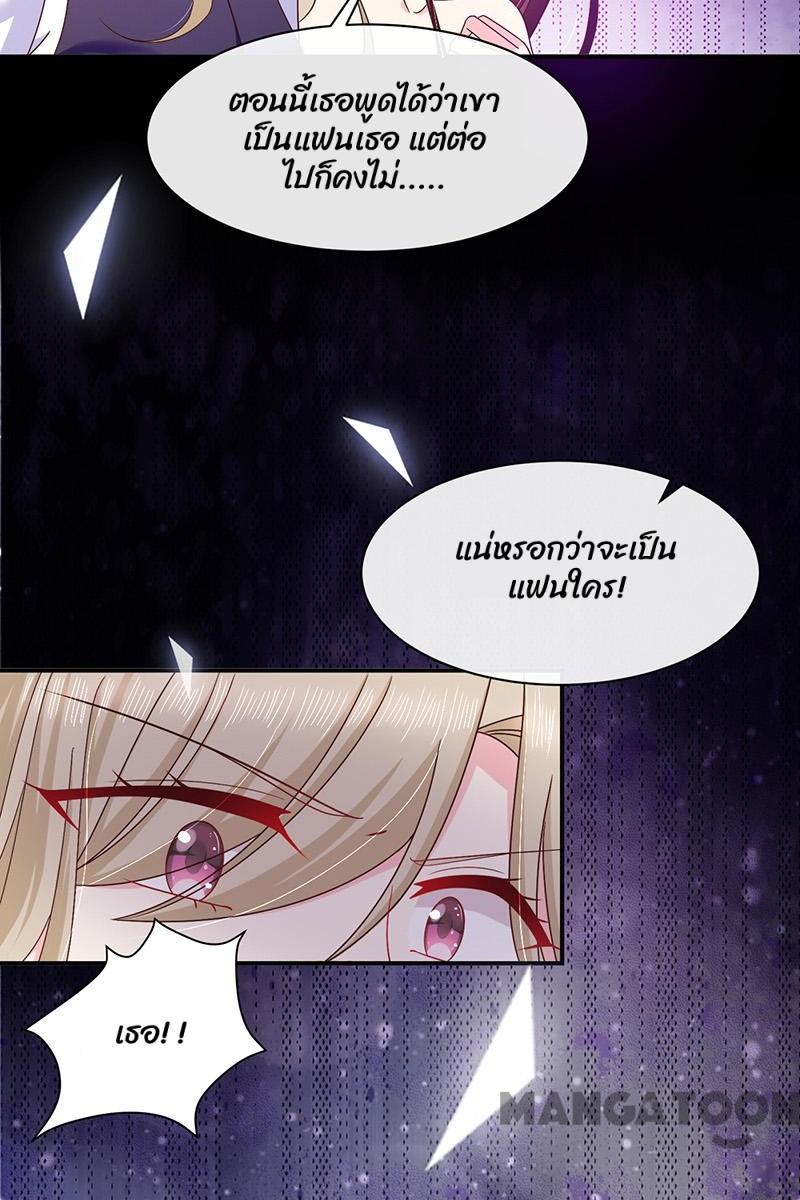 ตอนนี้เธอพูดได้ว่าเขา
เป็นแฟนเธอ แต่ต่อ
ไปก็คงไม่.....
แน่หรอกว่าจะเป็น
แฟนใคร!
เธอ! !
MANGATOON